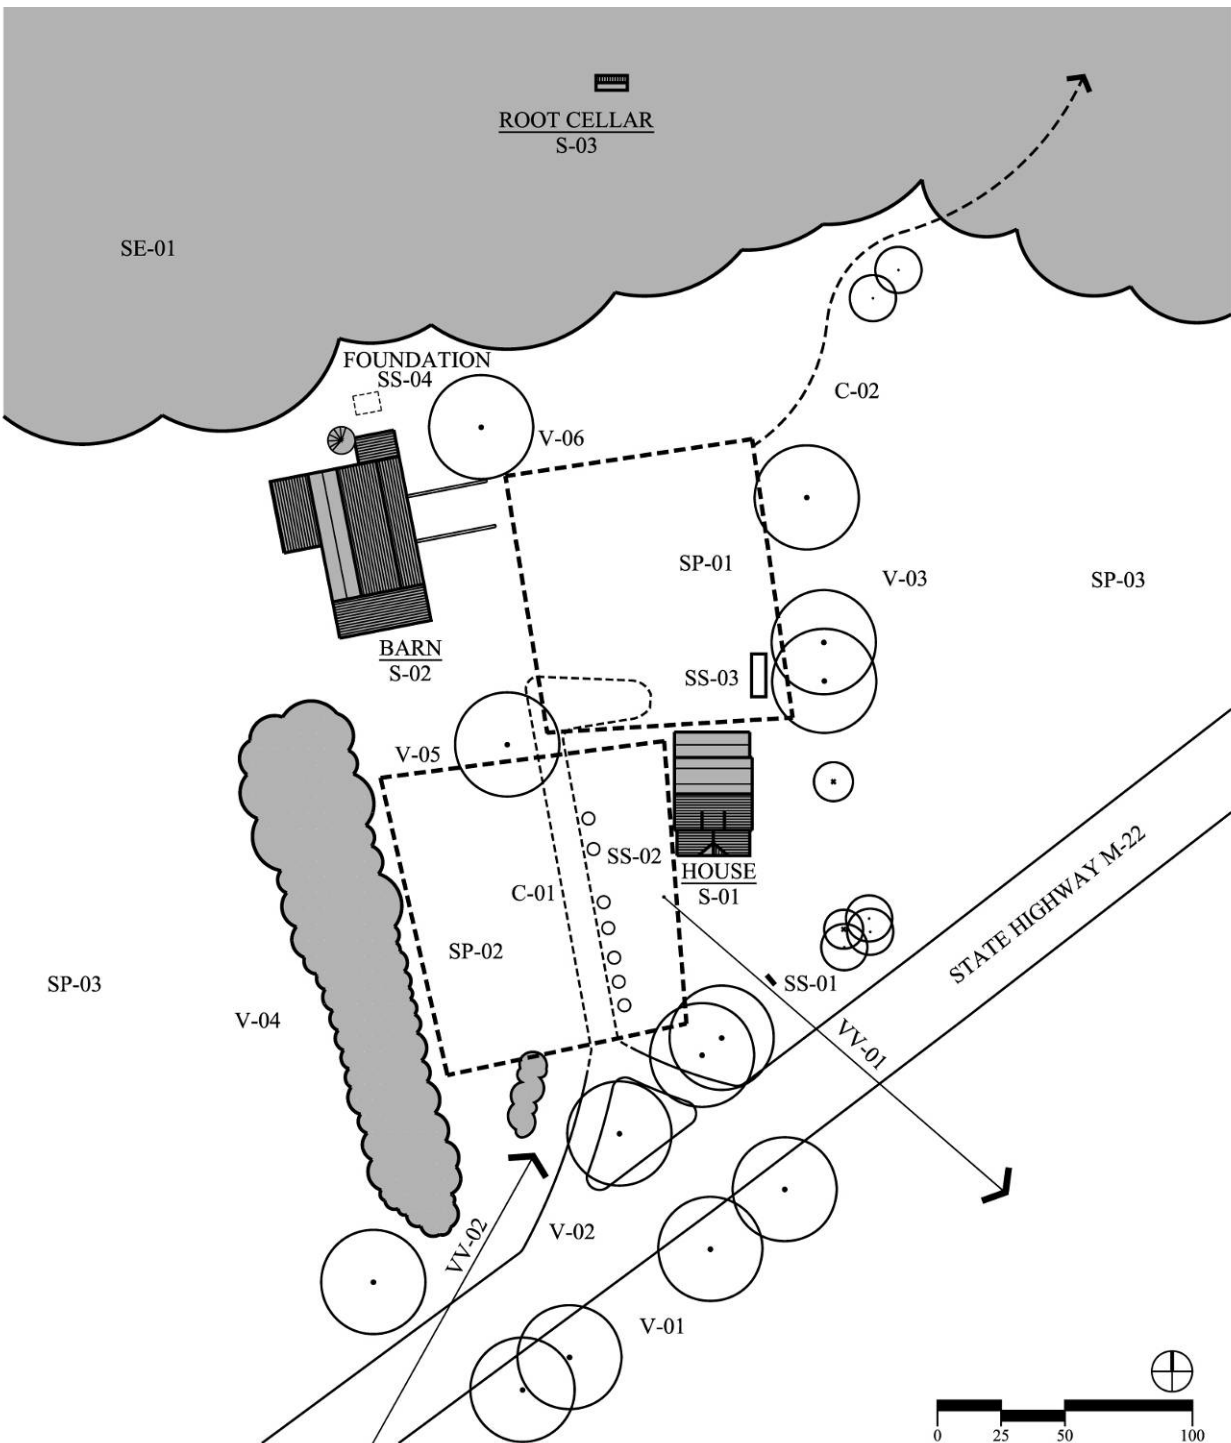 ROOT CELLAR
S-03
SE-01
FOUNDATION
SS-04
C-02
V-06
SP-01
V-03
SP-03
BARN
S-02
SS-03
V-05
SS-02
HOUSE
S-01
C-01
STATE HIGHWAY M-22
SP-02
SP-03
SS-01
V-04
VV-01
V-02
VV-02
V-01
0 25 50 100